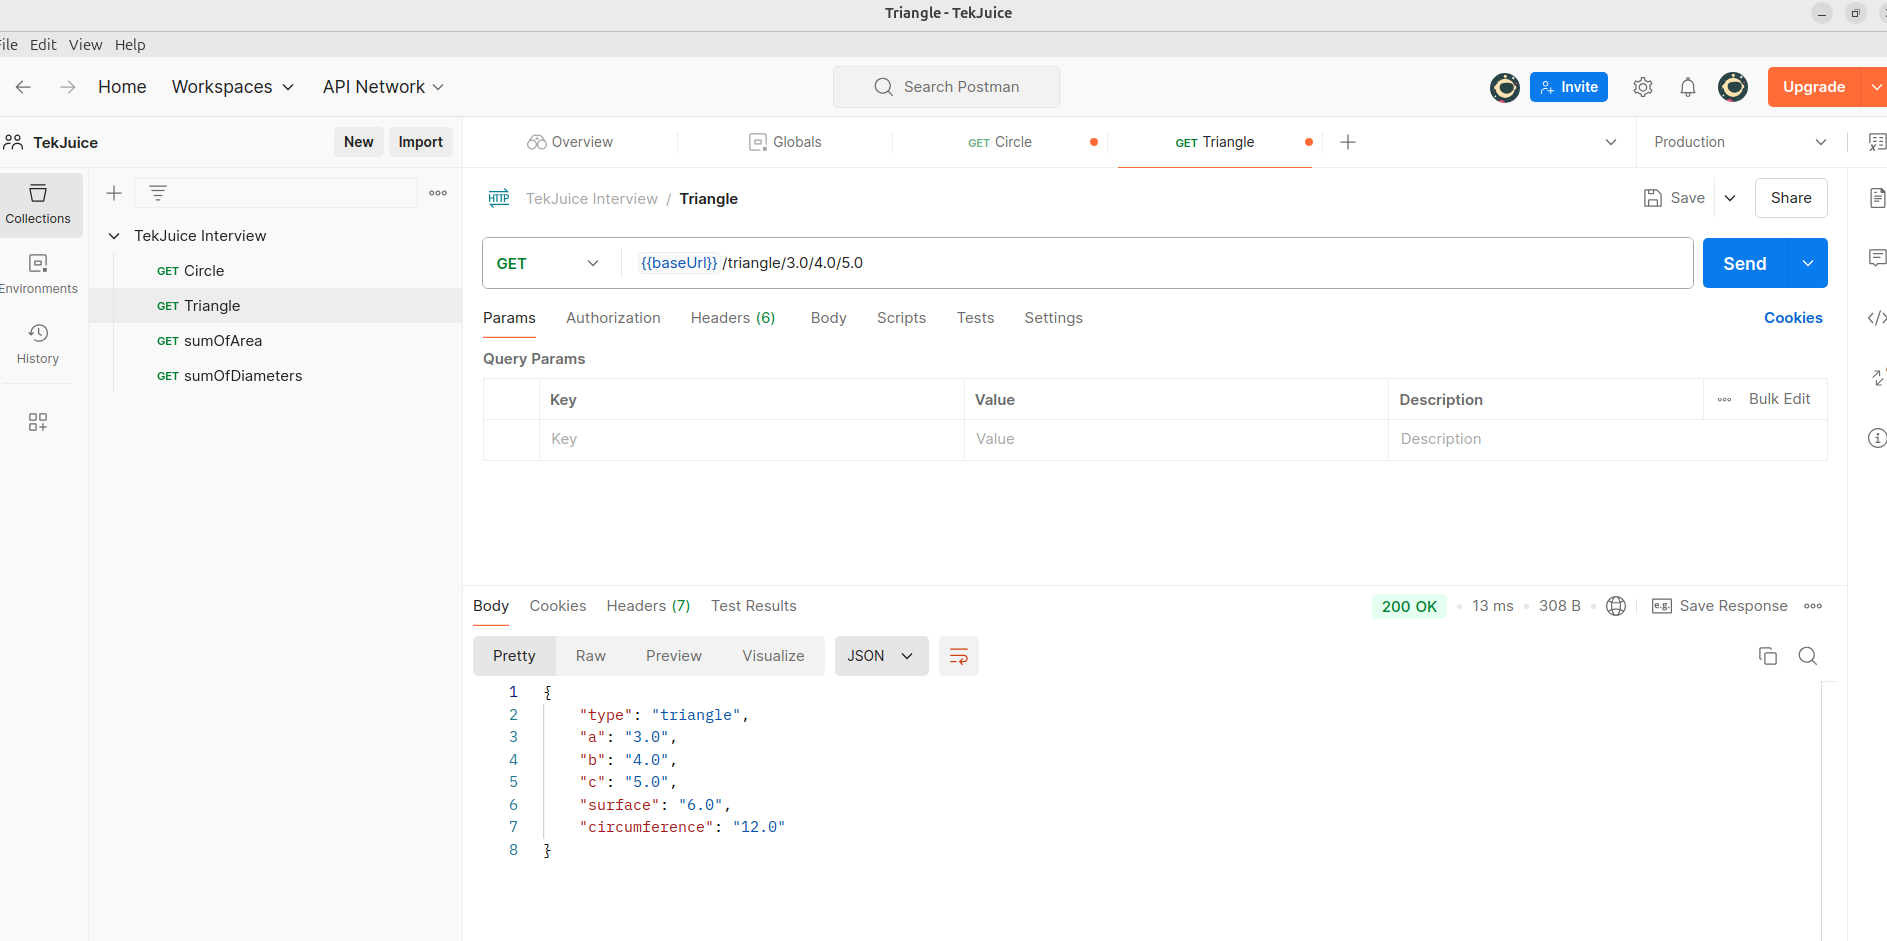 Triangle - TekJuice
File Edit View Help
Home Workspaces API Network Search Postman Invite Upgrade
TekJuice New Import Overview Globals GET Circle GET Triangle Production
Collections
Environments
History
TekJuice Interview
GET Circle
GET Triangle
GET sumOfArea
GET sumOfDiameters
HTTP TekJuice Interview / Triangle Save Share
GET {{baseUrl}} /triangle/3.0/4.0/5.0 Send
Params Authorization Headers (6) Body Scripts Tests Settings Cookies
Query Params
Key Value Description Bulk Edit
Key Value Description
Body Cookies Headers (7) Test Results 200 OK 13 ms 308 B e.g. Save Response
Pretty Raw Preview Visualize JSON
1 {
2 "type": "triangle",
3 "a": "3.0",
4 "b": "4.0",
5 "c": "5.0",
6 "surface": "6.0",
7 "circumference": "12.0"
8 }